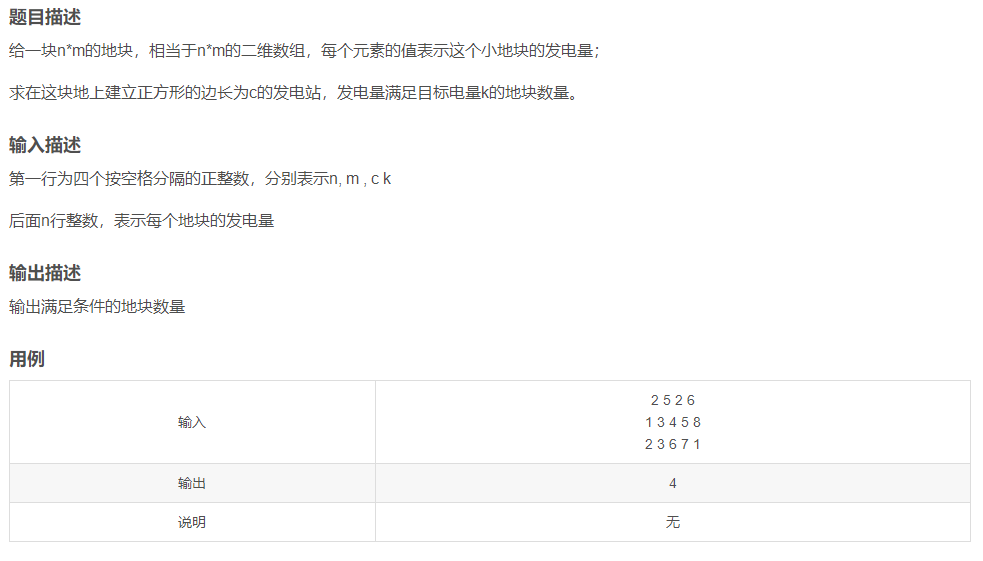 题目描述
给一块n*m的地块，相当于n*m的二维数组，每个元素的值表示这个小地块的发电量；
求在这块地上建立正方形的边长为c的发电站，发电量满足目标电量k的地块数量。
输入描述
第一行为四个按空格分隔的正整数，分别表示n, m , c k
后面n行整数，表示每个地块的发电量
输出描述
输出满足条件的地块数量
用例
输入
2 5 2 6
1 3 4 5 8
2 3 6 7 1
输出
4
说明
无